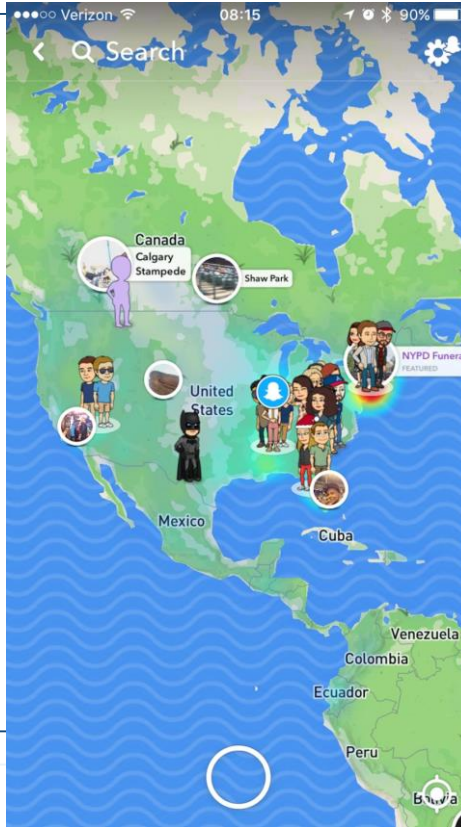 Verizon 08:15 90%
Search
Canada
Calgary
Stampede
Shaw Park
NYPD Funera
FEATURED
United
States
Mexico
Cuba
Venezuela
Colombia
Ecuador
Peru
Bolivia